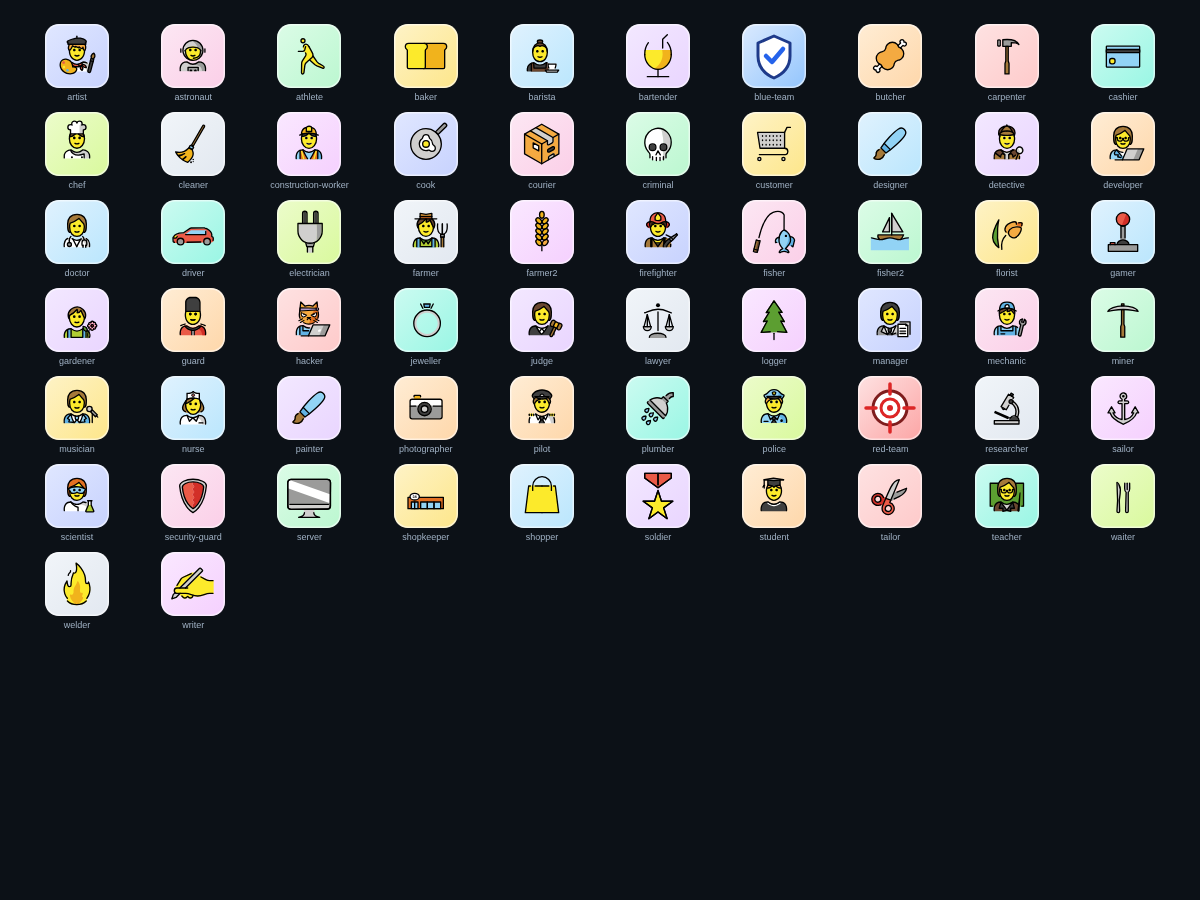 artist astronaut athlete baker barista bartender blue-team butcher carpenter cashier
chef cleaner construction-worker cook courier criminal customer designer detective developer
doctor driver electrician farmer farmer2 firefighter fisher fisher2 florist gamer
gardener guard hacker jeweller judge lawyer logger manager mechanic miner
musician nurse painter photographer pilot plumber police red-team researcher sailor
scientist security-guard server shopkeeper shopper soldier student tailor teacher waiter
welder writer